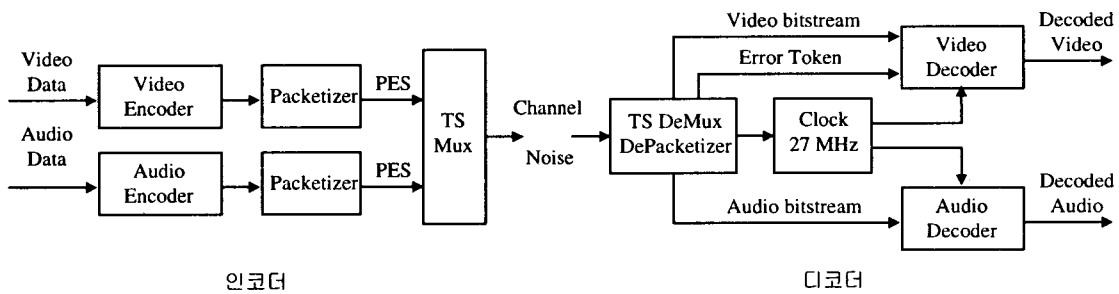 Video
Data
Video
Encoder
Packetizer
PES
Audio
Data
Audio
Encoder
Packetizer
PES
TS
Mux
Channel
Noise
TS DeMux
DePacketizer
Video bitstream
Error Token
Clock
27 MHz
Audio bitstream
Video
Decoder
Decoded
Video
Audio
Decoder
Decoded
Audio
인코더
디코더